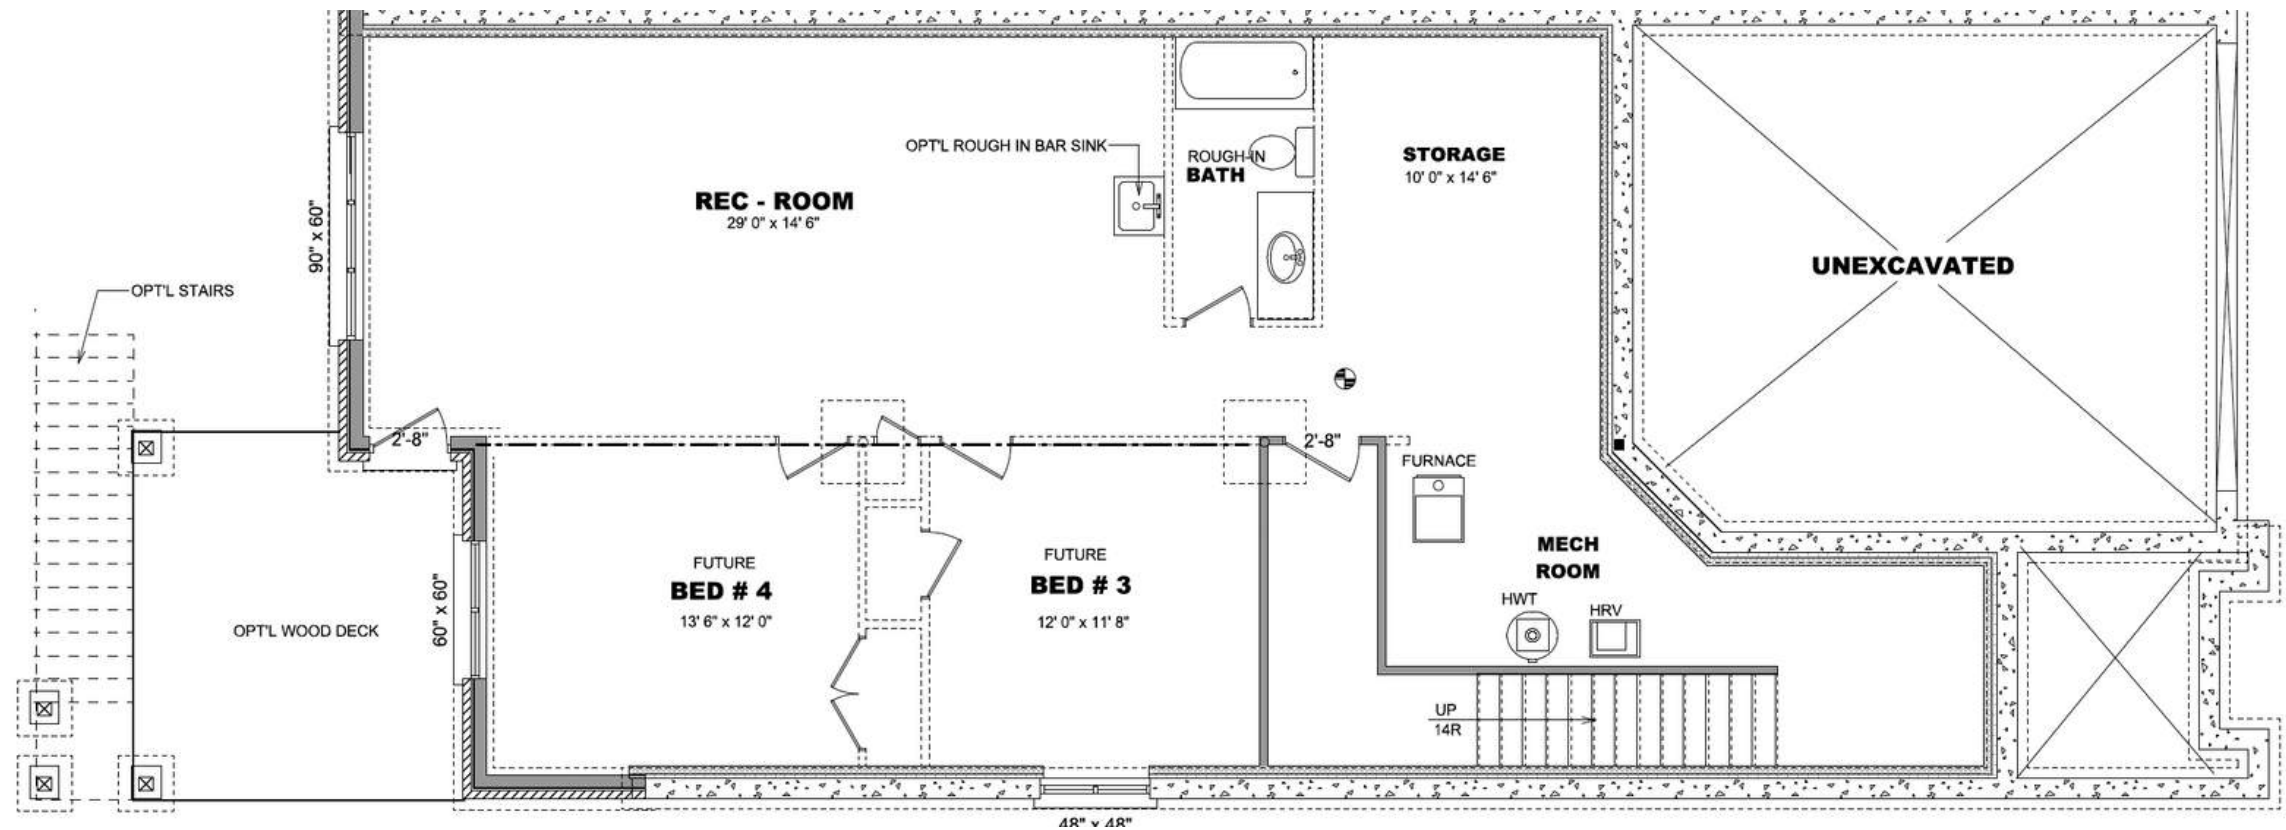 OPT'L ROUGH IN BAR SINK
ROUGH-IN
BATH
STORAGE
10' 0" x 14' 6"
REC - ROOM
29' 0" x 14' 6"
90" x 60"
UNEXCAVATED
OPT'L STAIRS
2'-8"
2'-8"
FURNACE
MECH
ROOM
FUTURE
BED # 4
13' 6" x 12' 0"
FUTURE
BED # 3
12' 0" x 11' 8"
HWT
HRV
60" x 60"
OPT'L WOOD DECK
UP
14R
48" x 48"